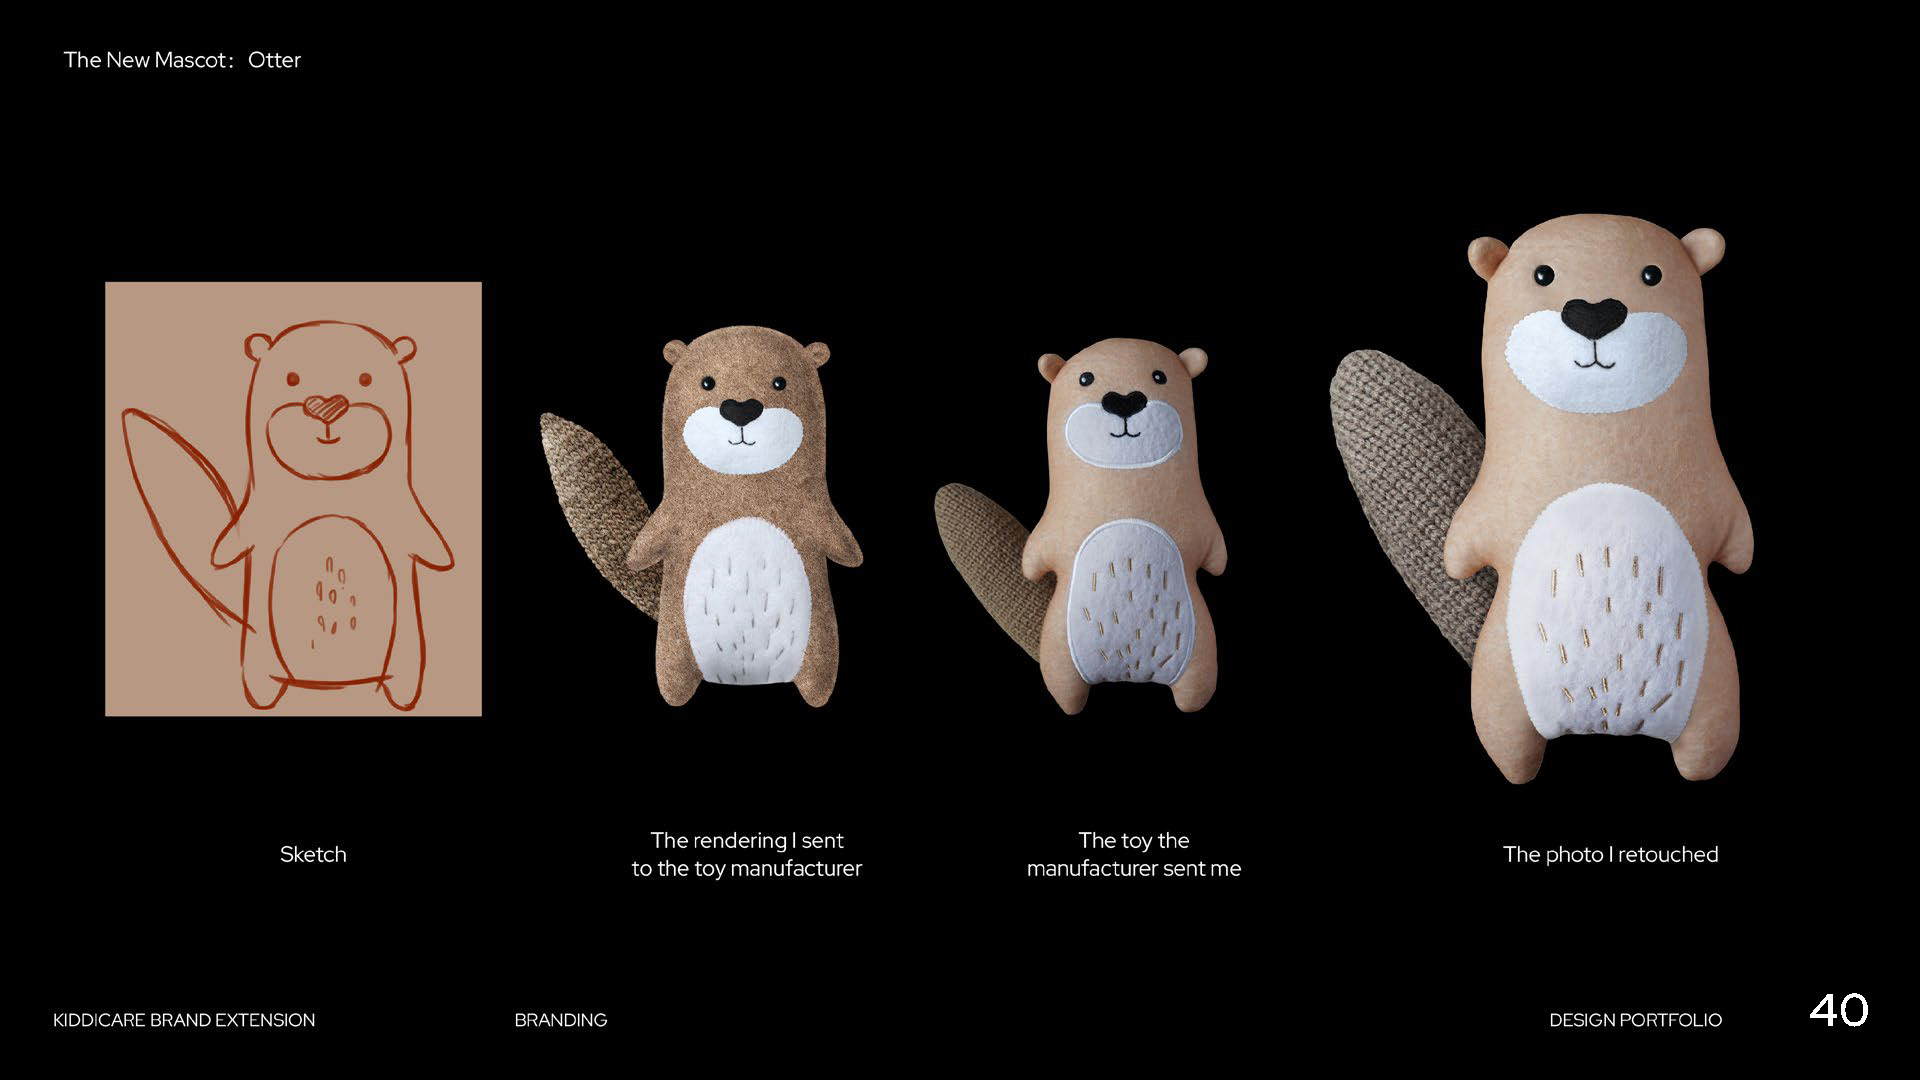 The New Mascot: Otter
Sketch
The rendering I sent
to the toy manufacturer
The toy the
manufacturer sent me
The photo I retouched
KIDDICARE BRAND EXTENSION
BRANDING
DESIGN PORTFOLIO
40